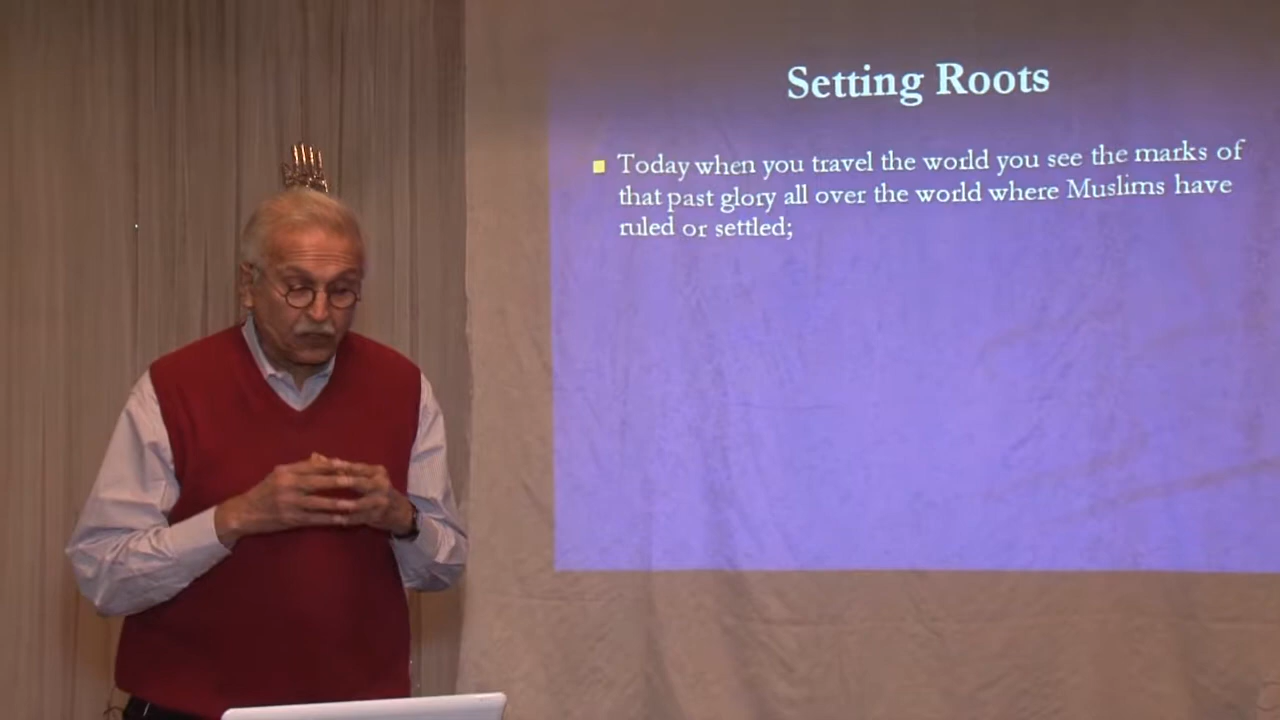 Setting Roots
Today when you travel the world you see the marks of
that past glory all over the world where Muslims have
ruled or settled;